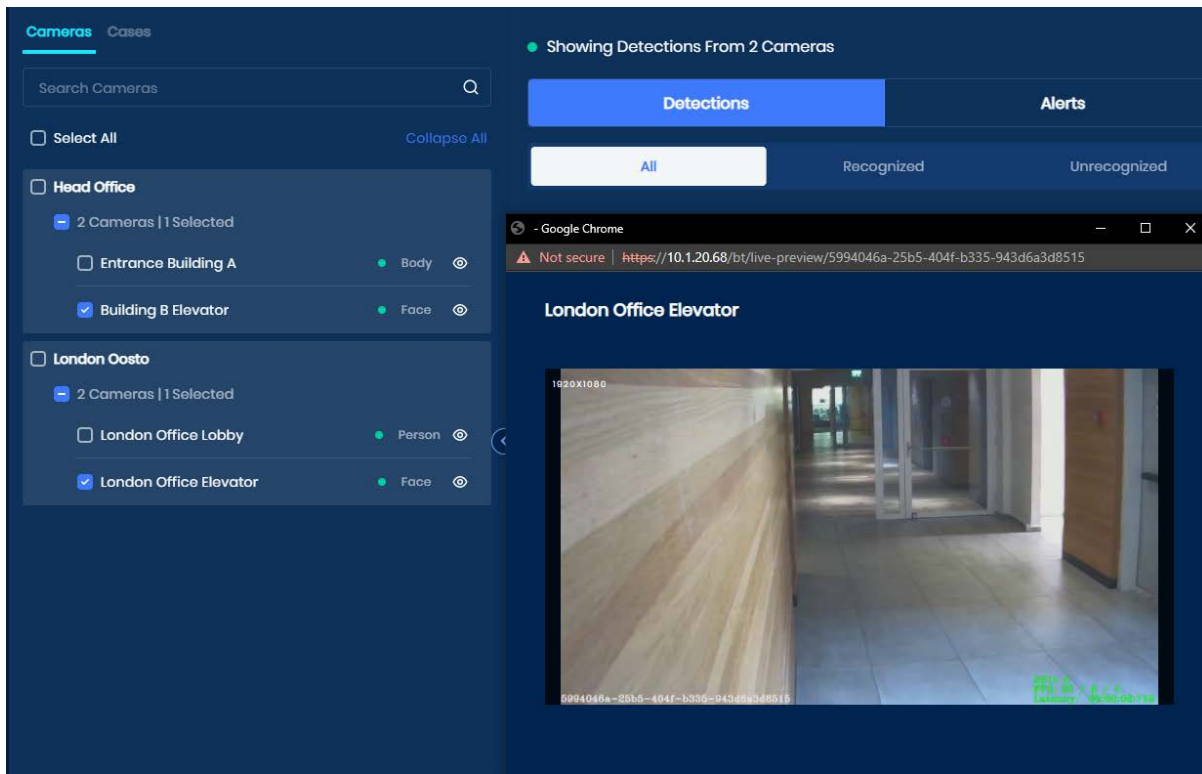 Cameras Cases
Search Cameras
Select All Collapse All
Head Office
2 Cameras | 1 Selected
Entrance Building A Body
Building B Elevator Face
London Oosto
2 Cameras | 1 Selected
London Office Lobby Person
London Office Elevator Face
Showing Detections From 2 Cameras
Detections Alerts
All Recognized Unrecognized
- Google Chrome
Not secure | https://10.1.20.68/bt/live-preview/5994046a-25b5-404f-b335-943d6a3d8515
London Office Elevator
1920X1080
5994046a-25b5-404f-b335-943d6a3d8515